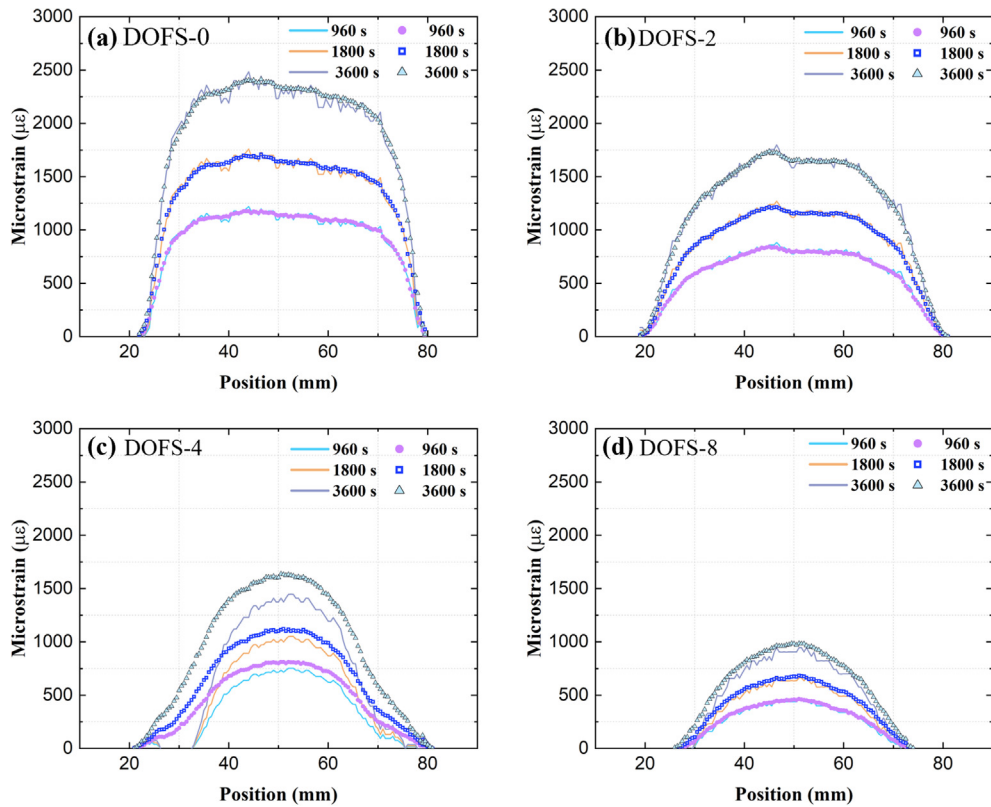 (a) DOFS-0
960 s 960 s
1800 s 1800 s
3600 s 3600 s
3000
2500
2000
1500
1000
500
0
20 40 60 80
Position (mm)
Microstrain (με)
(b) DOFS-2
960 s 960 s
1800 s 1800 s
3600 s 3600 s
3000
2500
2000
1500
1000
500
0
20 40 60 80
Position (mm)
Microstrain (με)
(c) DOFS-4
960 s 960 s
1800 s 1800 s
3600 s 3600 s
3000
2500
2000
1500
1000
500
0
20 40 60 80
Position (mm)
Microstrain (με)
(d) DOFS-8
960 s 960 s
1800 s 1800 s
3600 s 3600 s
3000
2500
2000
1500
1000
500
0
20 40 60 80
Position (mm)
Microstrain (με)